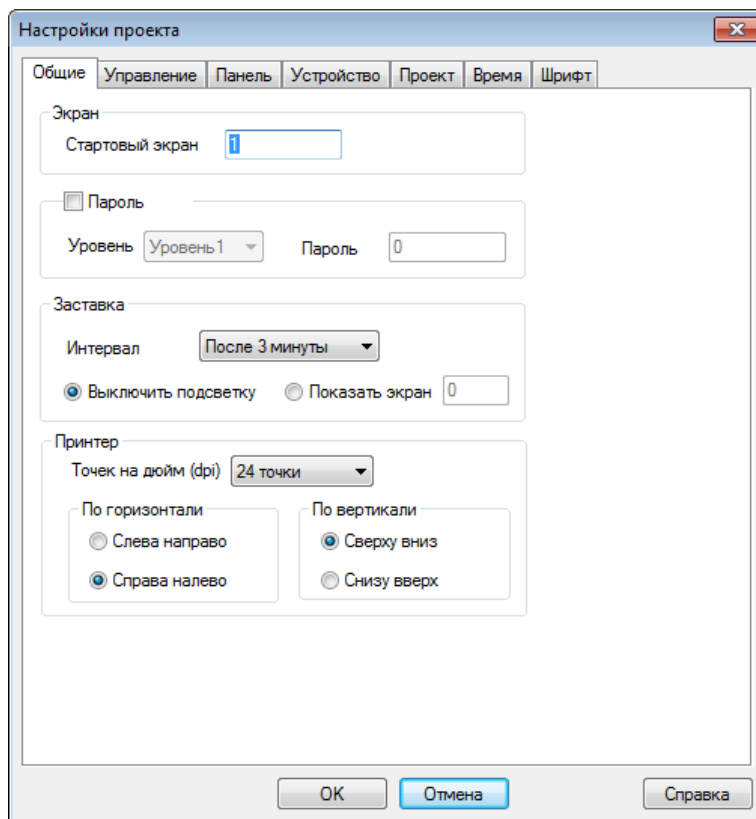 Настройки проекта
Общие Управление Панель Устройство Проект Время Шрифт
Экран
Стартовый экран 1
Пароль
Уровень Уровень1 Пароль 0
Заставка
Интервал После 3 минуты
Выключить подсветку Показать экран 0
Принтер
Точек на дюйм (dpi) 24 точки
По горизонтали По вертикали
Слева направо Сверху вниз
Справа налево Снизу вверх
OK Отмена Справка